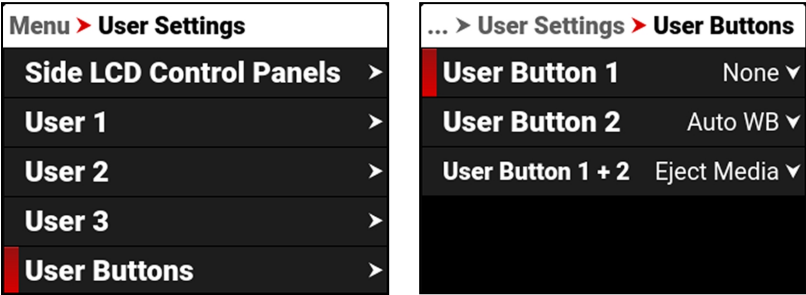 Menu ➤ User Settings
Side LCD Control Panels
User 1
User 2
User 3
User Buttons
... ➤ User Settings ➤ User Buttons
User Button 1 None
User Button 2 Auto WB
User Button 1 + 2 Eject Media